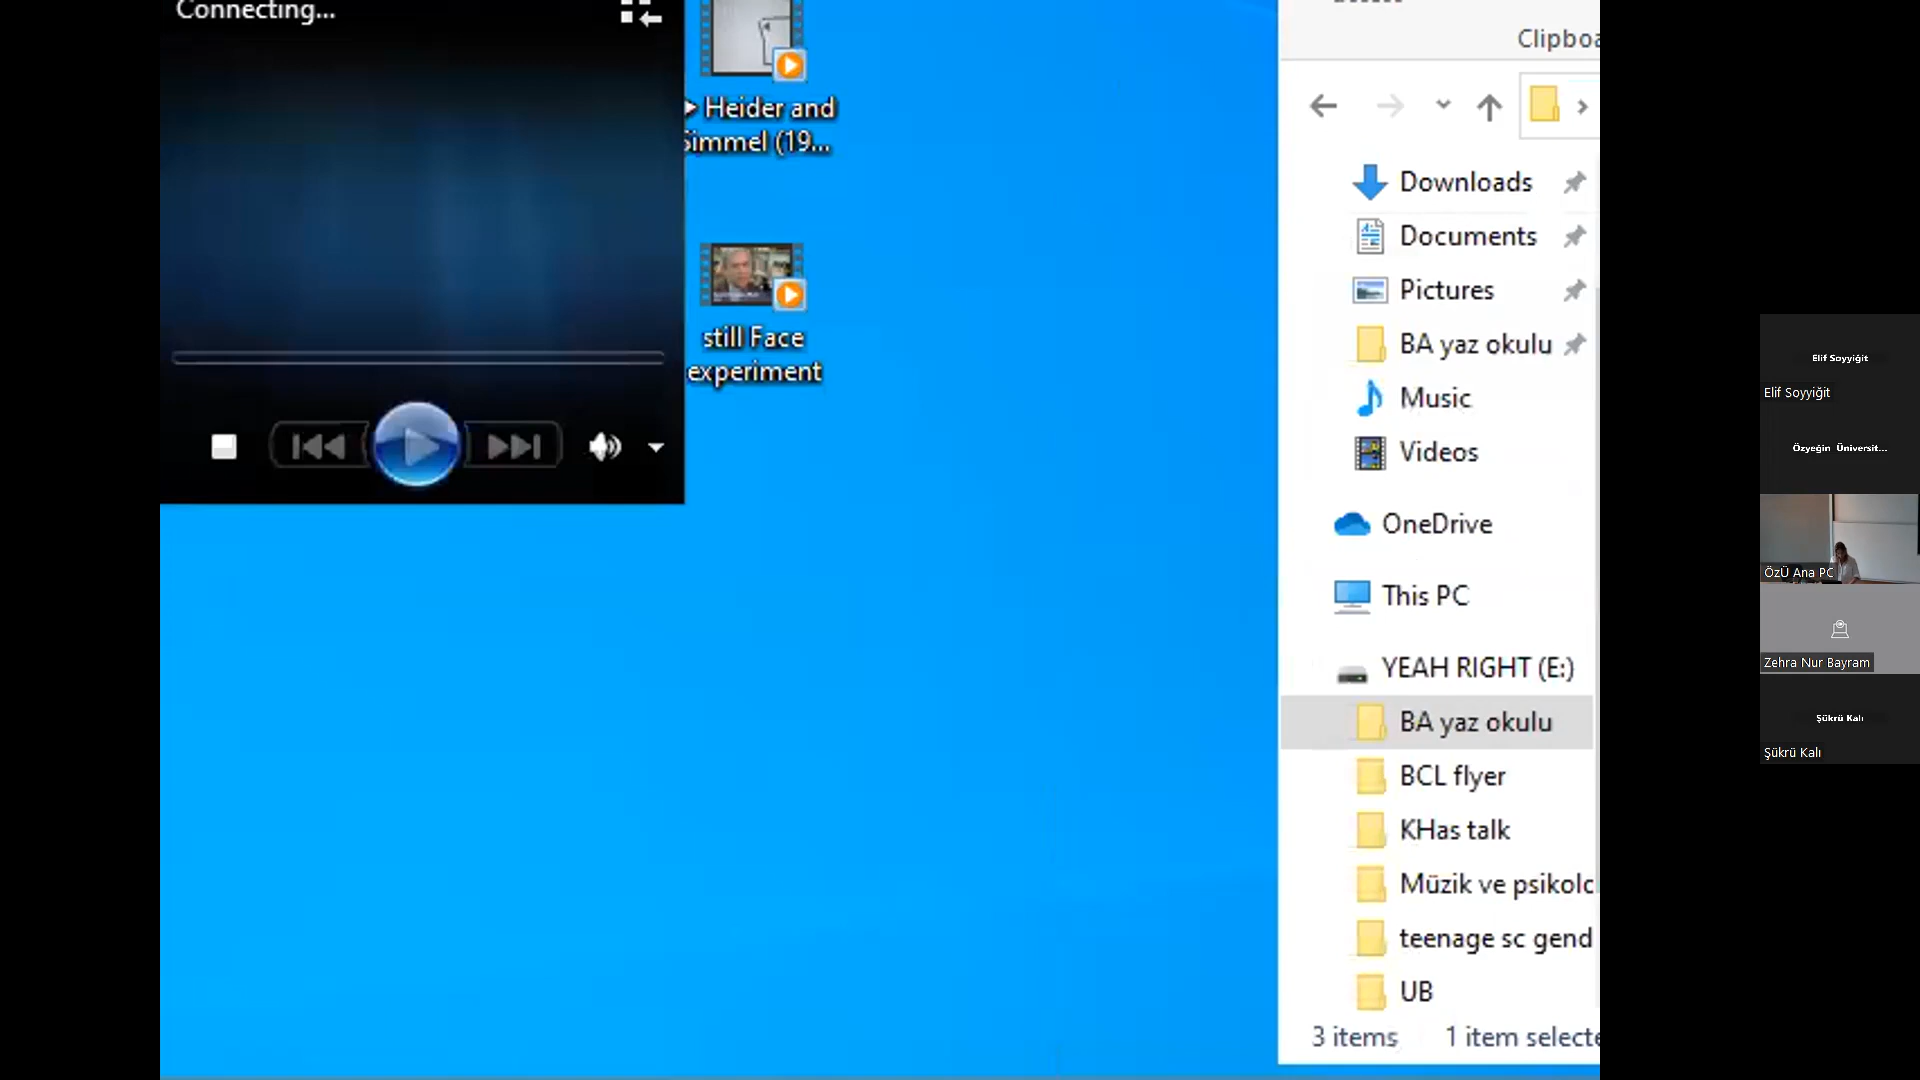 Connecting...
Heider and
Simmel (19...
still Face
experiment
Clipboa
Downloads
Documents
Pictures
BA yaz okulu
Music
Videos
OneDrive
This PC
YEAH RIGHT (E:)
BA yaz okulu
BCL flyer
KHas talk
Müzik ve psikolc
teenage sc gend
UB
3 items 1 item selecte
Elif Soyyiğit
Elif Soyyiğit
Özyeğin Üniversit...
ÖzÜ Ana PC
Zehra Nur Bayram
Şükrü Kalı
Şükrü Kalı